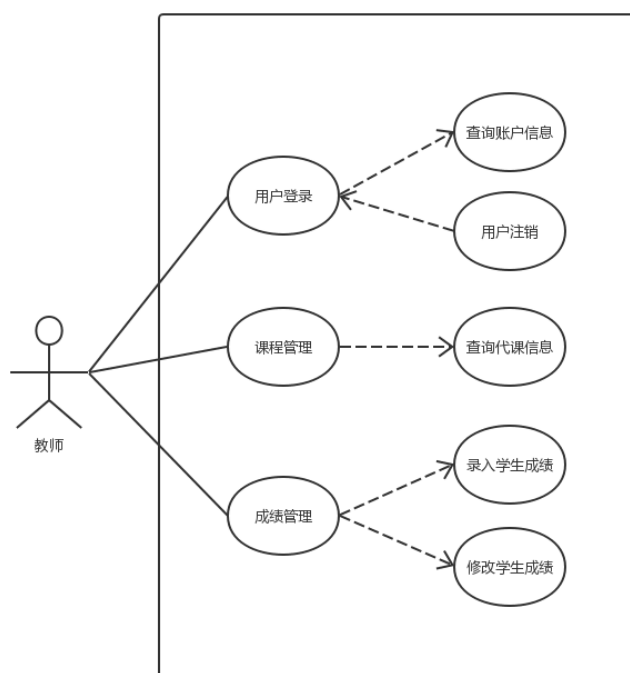 查询账户信息
用户登录
用户注销
课程管理
查询代课信息
教师
录入学生成绩
成绩管理
修改学生成绩